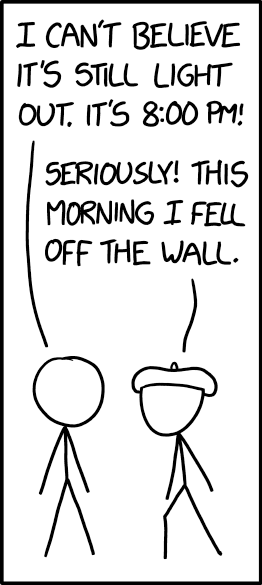 I CAN'T BELIEVE
IT'S STILL LIGHT
OUT. IT'S 8:00 PM!
SERIOUSLY! THIS
MORNING I FELL
OFF THE WALL.